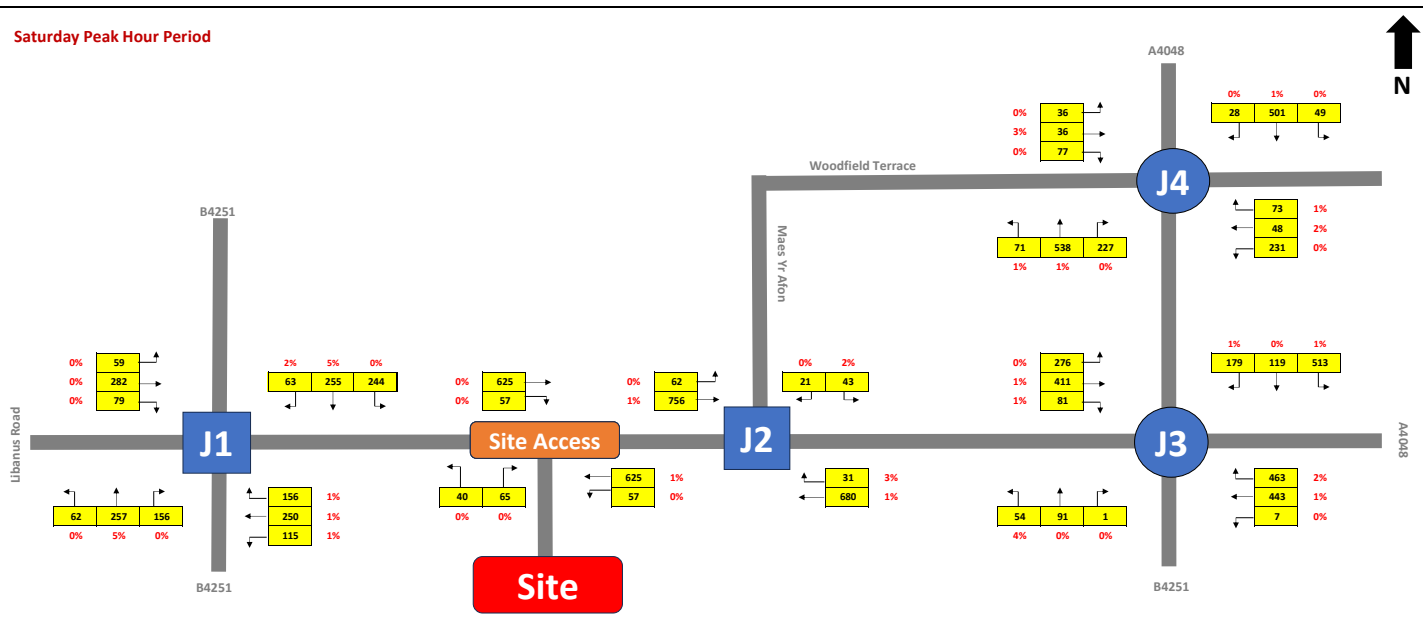 Saturday Peak Hour Period
A4048
N
0% 1% 0%
28 501 49
0% 36
3% 36
0% 77
Woodfield Terrace
J4
73 1%
48 2%
231 0%
71 538 227
1% 1% 0%
B4251
Maes Yr Afon
0% 59
0% 282
0% 79
2% 5% 0%
63 255 244
0% 625
0% 57
0% 62
1% 756
0% 2%
21 43
0% 276
1% 411
1% 81
1% 0% 1%
179 119 513
Libanus Road
J1
Site Access
J2
J3
A4048
62 257 156
0% 5% 0%
156 1%
250 1%
115 1%
40 65
0% 0%
625 1%
57 0%
31 3%
680 1%
54 91 1
4% 0% 0%
463 2%
443 1%
7 0%
B4251
Site
B4251